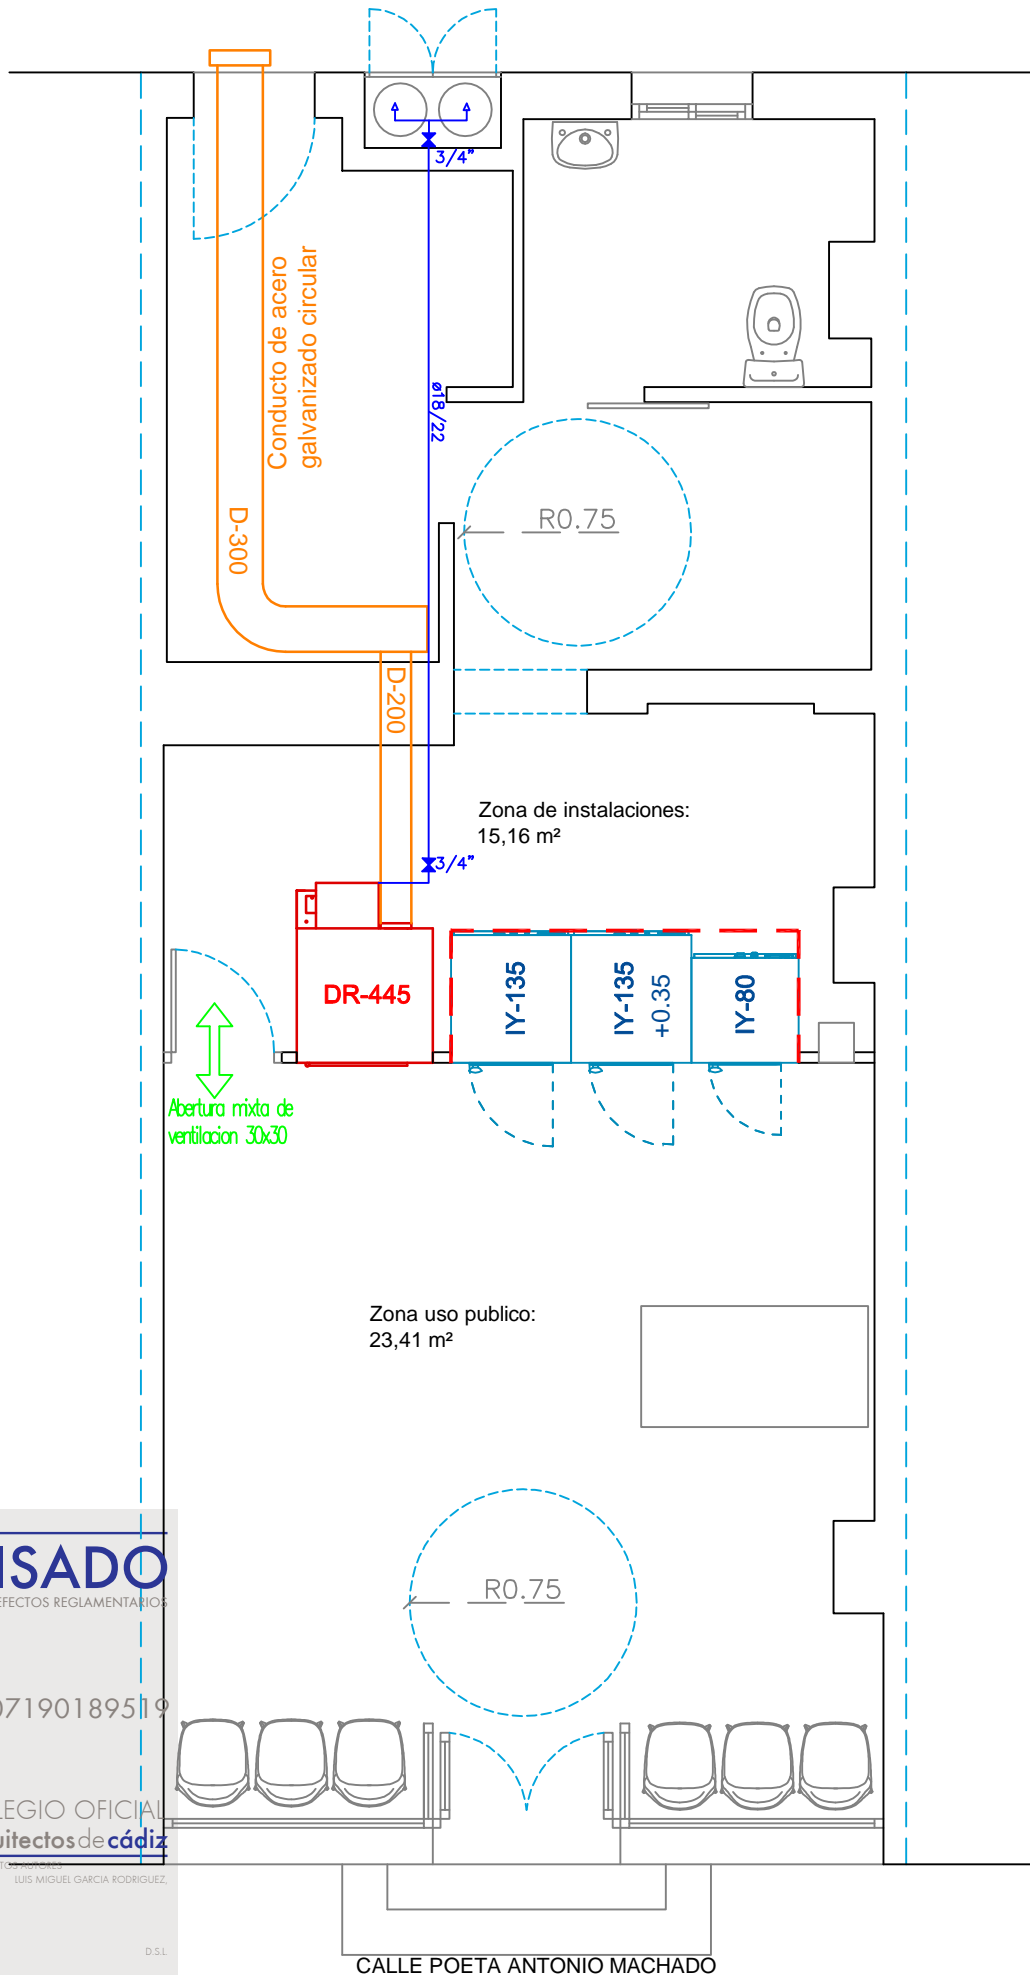 3/4"
Conducto de acero
galvanizado circular
ø18/22
D-300
R0.75
D-200
Zona de instalaciones:
15,16 m²
3/4"
DR-445
IY-135
IY-135
+0.35
IY-80
Abertura mixta de
ventilacion 30x30
Zona uso publico:
23,41 m²
R0.75
ISADO
EFECTOS REGLAMENTARIOS
07190189519
LEGIO OFICIAL
uitectos de cádiz
TOS AUTORES
LUIS MIGUEL GARCIA RODRIGUEZ,
D.S.L
CALLE POETA ANTONIO MACHADO